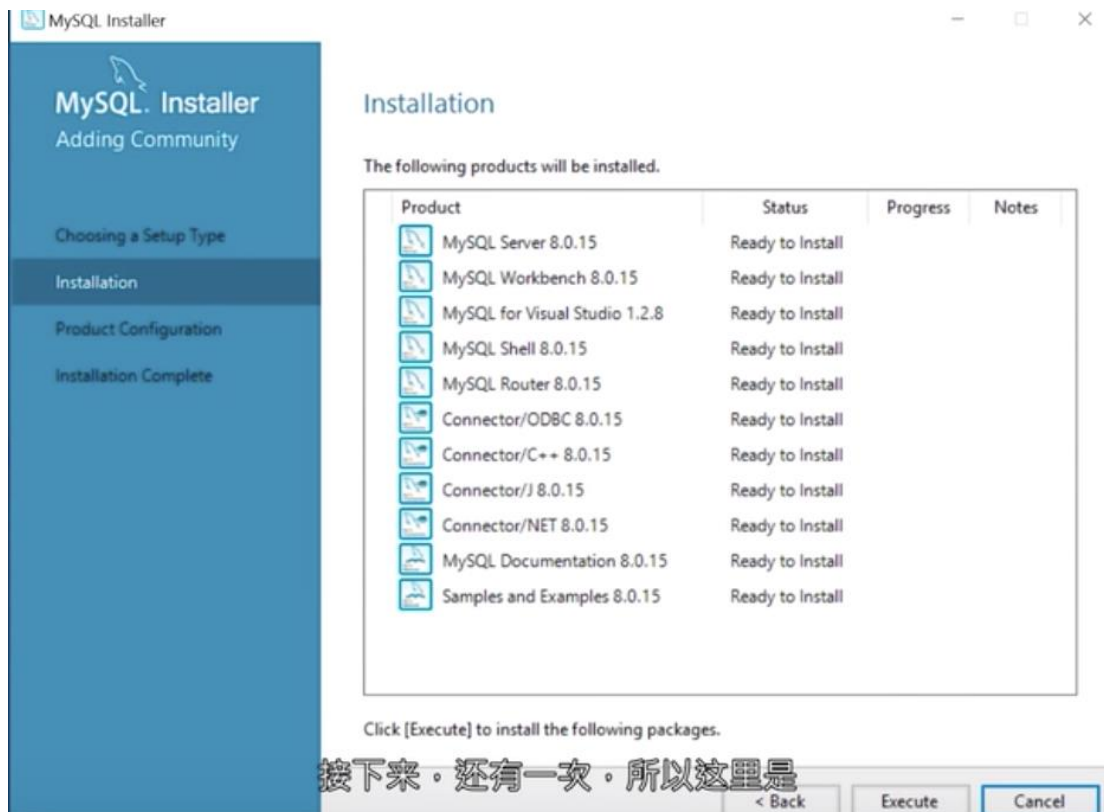 MySQL Installer
MySQL. Installer
Adding Community
Choosing a Setup Type
Installation
Product Configuration
Installation Complete
Installation
The following products will be installed.
Product Status Progress Notes
MySQL Server 8.0.15 Ready to Install
MySQL Workbench 8.0.15 Ready to Install
MySQL for Visual Studio 1.2.8 Ready to Install
MySQL Shell 8.0.15 Ready to Install
MySQL Router 8.0.15 Ready to Install
Connector/ODBC 8.0.15 Ready to Install
Connector/C++ 8.0.15 Ready to Install
Connector/J 8.0.15 Ready to Install
Connector/NET 8.0.15 Ready to Install
MySQL Documentation 8.0.15 Ready to Install
Samples and Examples 8.0.15 Ready to Install
Click [Execute] to install the following packages.
接下来，还有一次，所以这里是
< Back Execute Cancel